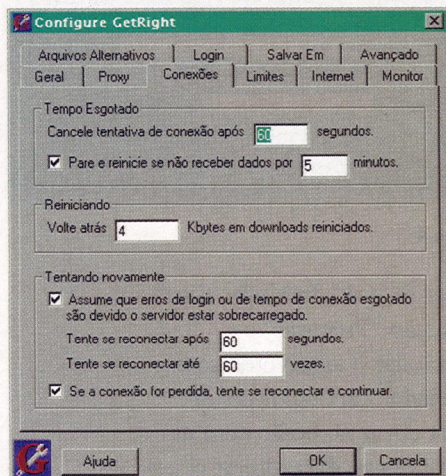 Configure GetRight
Arquivos Alternativos Login Salvar Em Avançado
Geral Proxy Conexões Limites Internet Monitor
Tempo Esgotado
Cancele tentativa de conexão após 60 segundos.
Pare e reinicie se não receber dados por 5 minutos.
Reiniciando
Volte atrás 4 Kbytes em downloads reiniciados.
Tentando novamente
Assume que erros de login ou de tempo de conexão esgotado
são devido o servidor estar sobrecarregado.
Tente se reconectar após 60 segundos.
Tente se reconectar até 60 vezes.
Se a conexão for perdida, tente se reconectar e continuar.
Ajuda OK Cancela